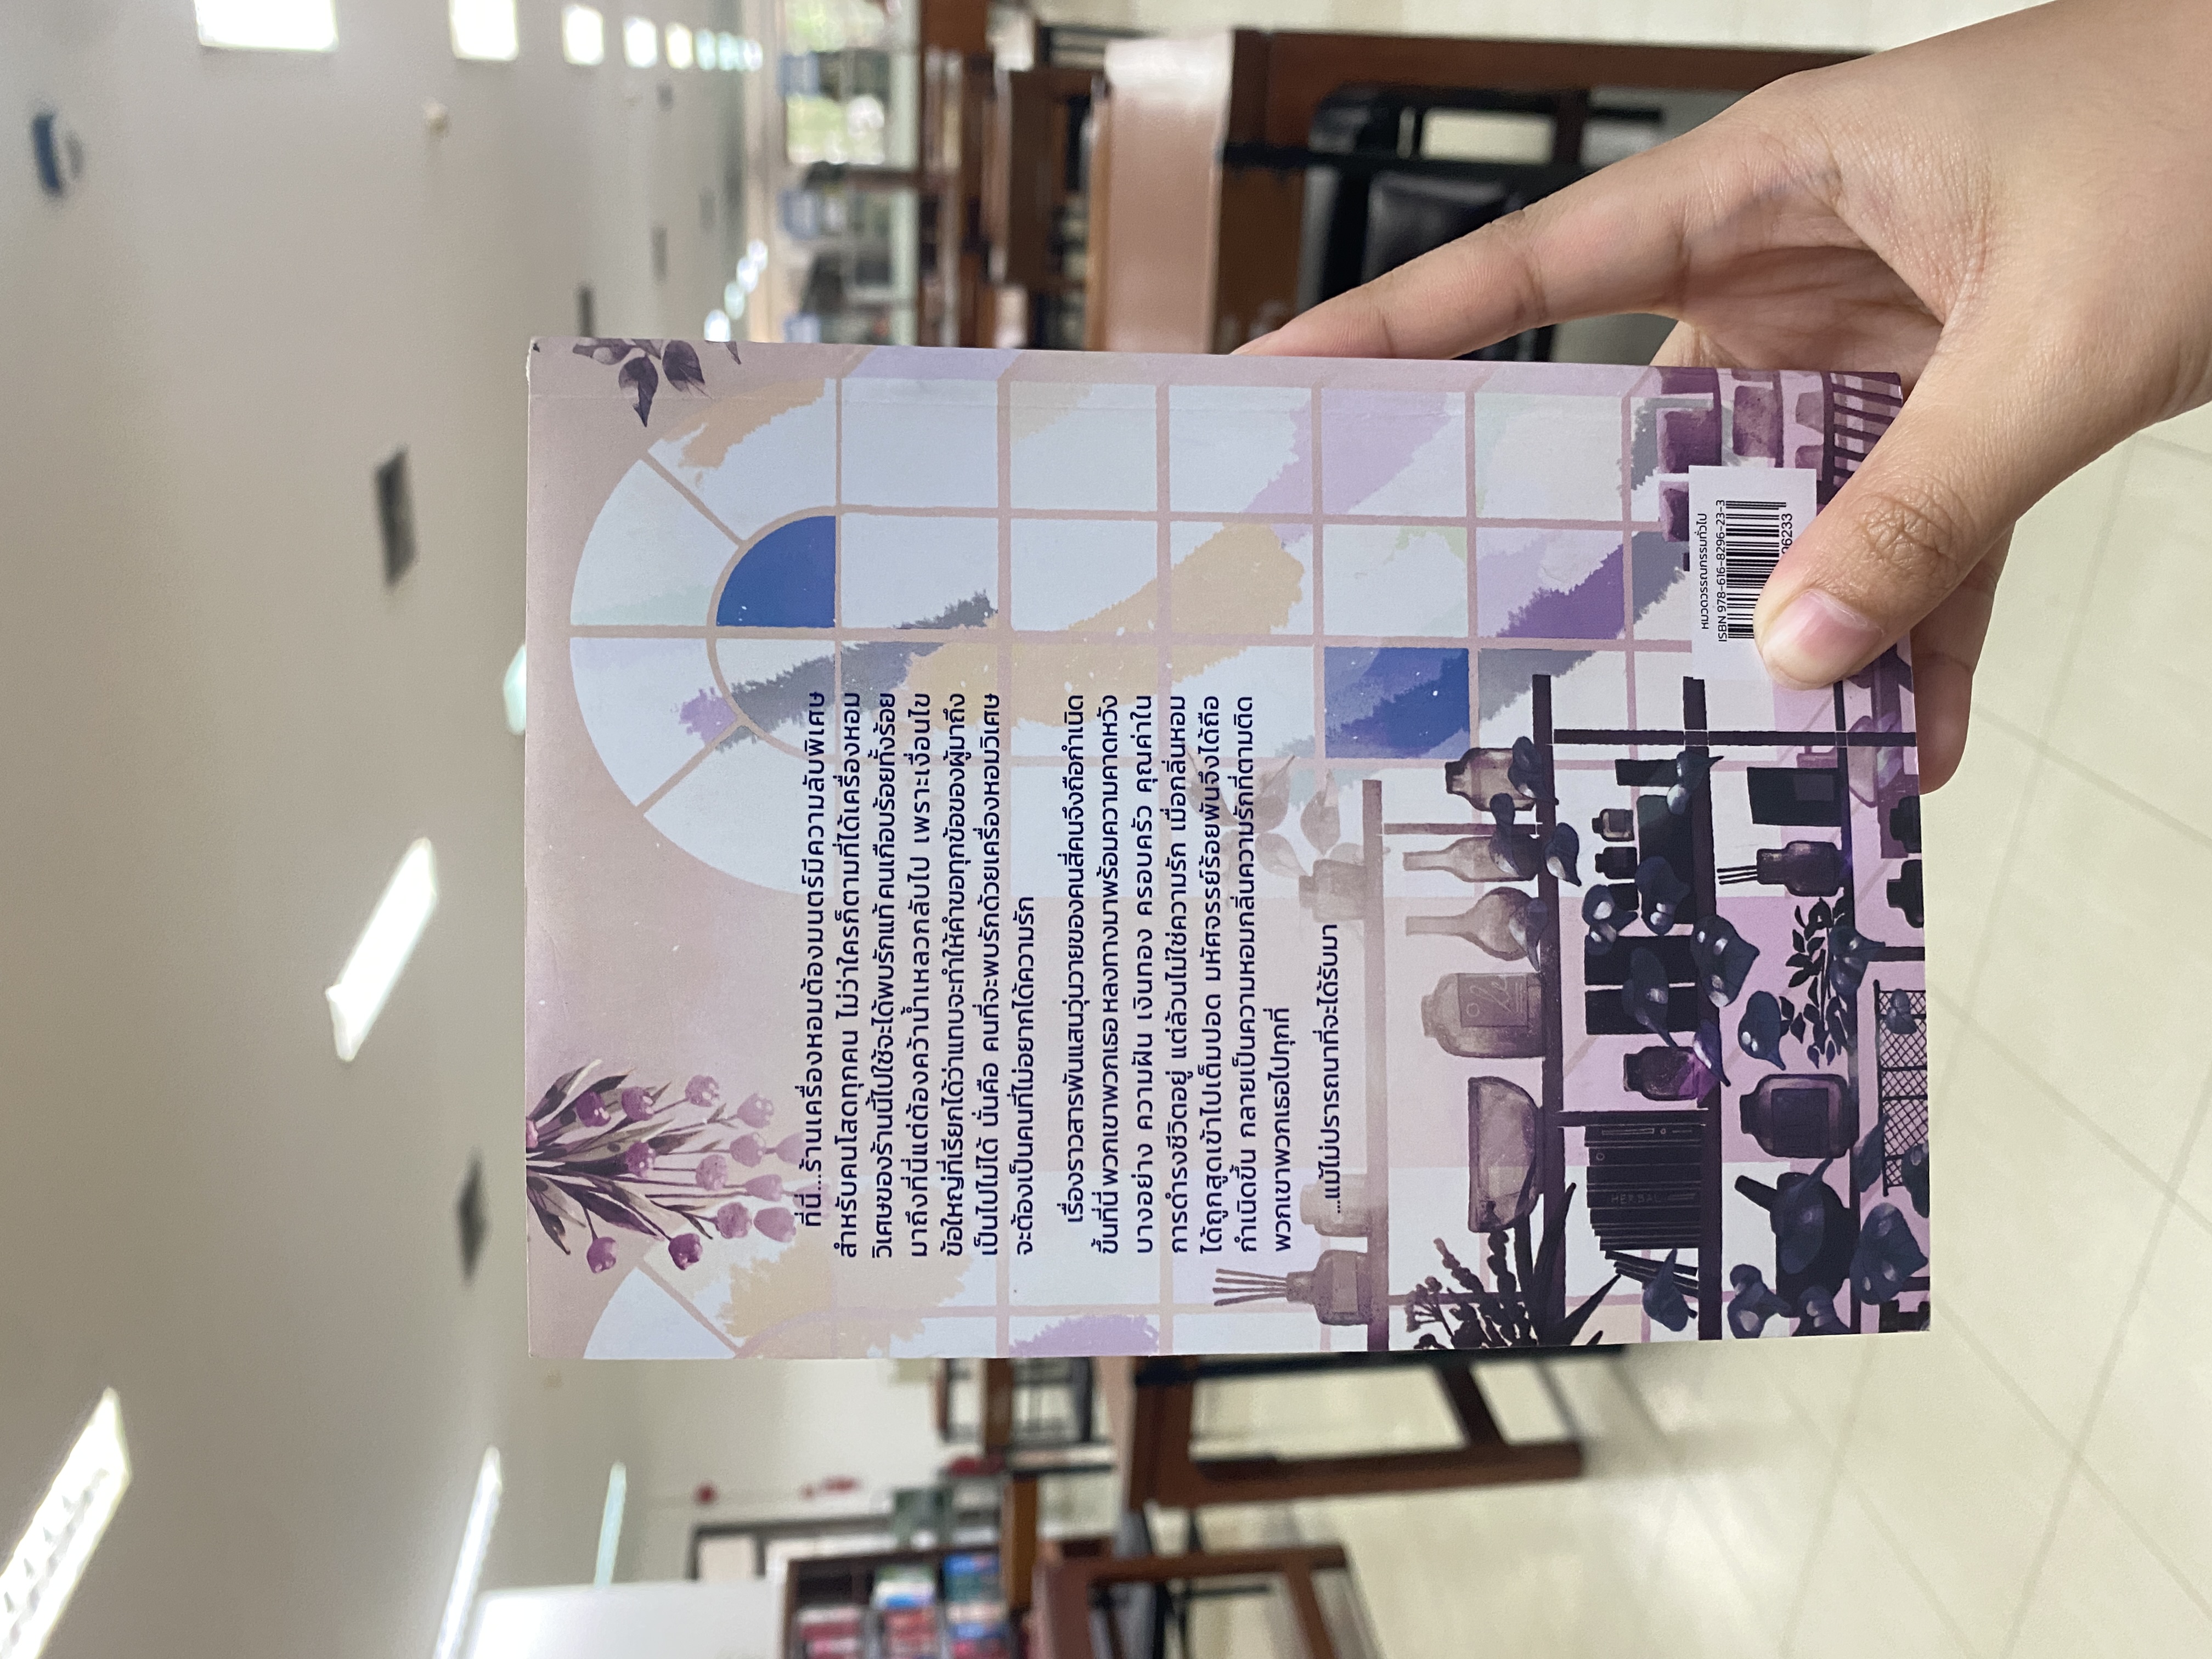 ที่นี่...ร้านเครื่องหอมต้องมนตร์มีความลับพิเศษ
สำหรับคนโสดทุกคน ไม่ว่าใครก็ตามที่ได้เครื่องหอม
วิเศษของร้านนี้ไปใช้จะได้พบรักแท้ คนเกือบร้อยทั้งร้อย
มาถึงที่นี่แต่ต้องคว้าน้ำเหลวกลับไป เพราะเงื่อนไข
ข้อใหญ่ที่เรียกได้ว่าแทบจะทำให้คำขอทุกข้อของผู้มาถึง
เป็นไปไม่ได้ นั่นคือ คนที่จะพบรักด้วยเครื่องหอมวิเศษ
จะต้องเป็นคนที่ไม่อยากได้ความรัก
เรื่องราวสารพันแสนวุ่นวายของคนสี่คนจึงถือกำเนิด
ขึ้นที่นี่ พวกเขาพวกเธอ หลงทางมาพร้อมความคาดหวัง
บางอย่าง ความฝัน เงินทอง ครอบครัว คุณค่าใน
การดำรงชีวิตอยู่ แต่ล้วนไม่ใช่ความรัก เมื่อกลิ่นหอม
ได้ถูกสูดเข้าไปเต็มปอด มหัศจรรย์ร้อยพันจึงได้ถือ
กำเนิดขึ้น กลายเป็นความหอมกลิ่นความรักที่ตามติด
พวกเขาพวกเธอไปทุกที่
...แม้ไม่ปรารถนาที่จะได้รับมา
HERBAL
หมวดวรรณกรรมทั่วไป
ISBN 978-616-8296-23-3
96233